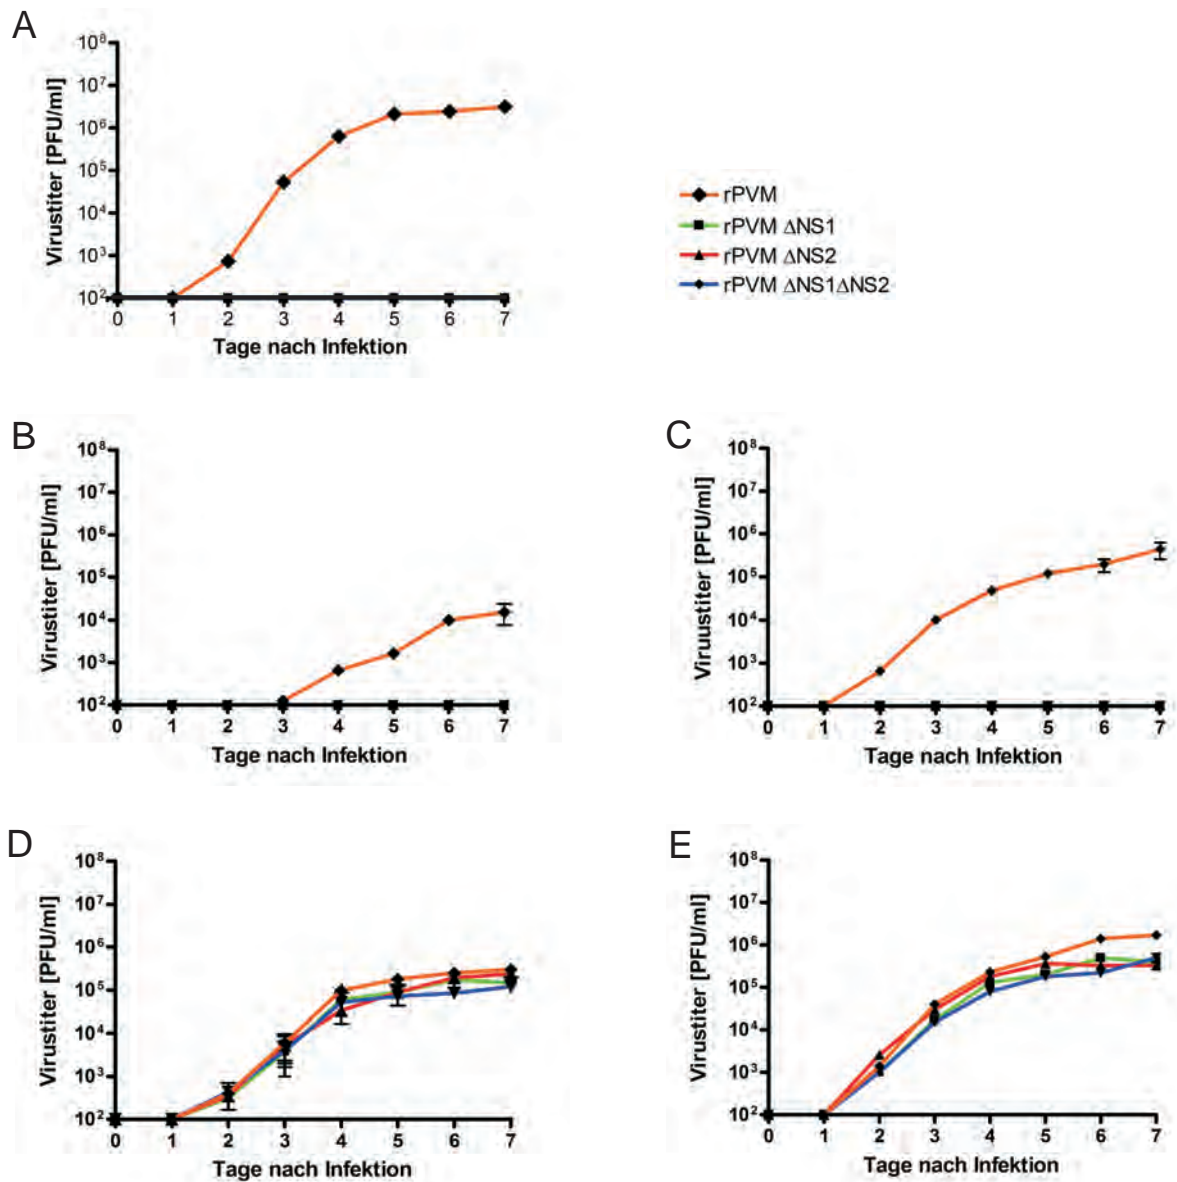 A
10⁸
10⁷
10⁶
10⁵
10⁴
10³
10²
Virustiter [PFU/ml]
0 1 2 3 4 5 6 7
Tage nach Infektion
rPVM
rPVM ΔNS1
rPVM ΔNS2
rPVM ΔNS1ΔNS2
B
10⁸
10⁷
10⁶
10⁵
10⁴
10³
10²
Virustiter [PFU/ml]
0 1 2 3 4 5 6 7
Tage nach Infektion
C
10⁸
10⁷
10⁶
10⁵
10⁴
10³
10²
Viruustiter [PFU/ml]
0 1 2 3 4 5 6 7
Tage nach Infektion
D
10⁸
10⁷
10⁶
10⁵
10⁴
10³
10²
Virustiter [PFU/ml]
0 1 2 3 4 5 6 7
Tage nach Infektion
E
10⁸
10⁷
10⁶
10⁵
10⁴
10³
10²
Virustiter [PFU/ml]
0 1 2 3 4 5 6 7
Tage nach Infektion